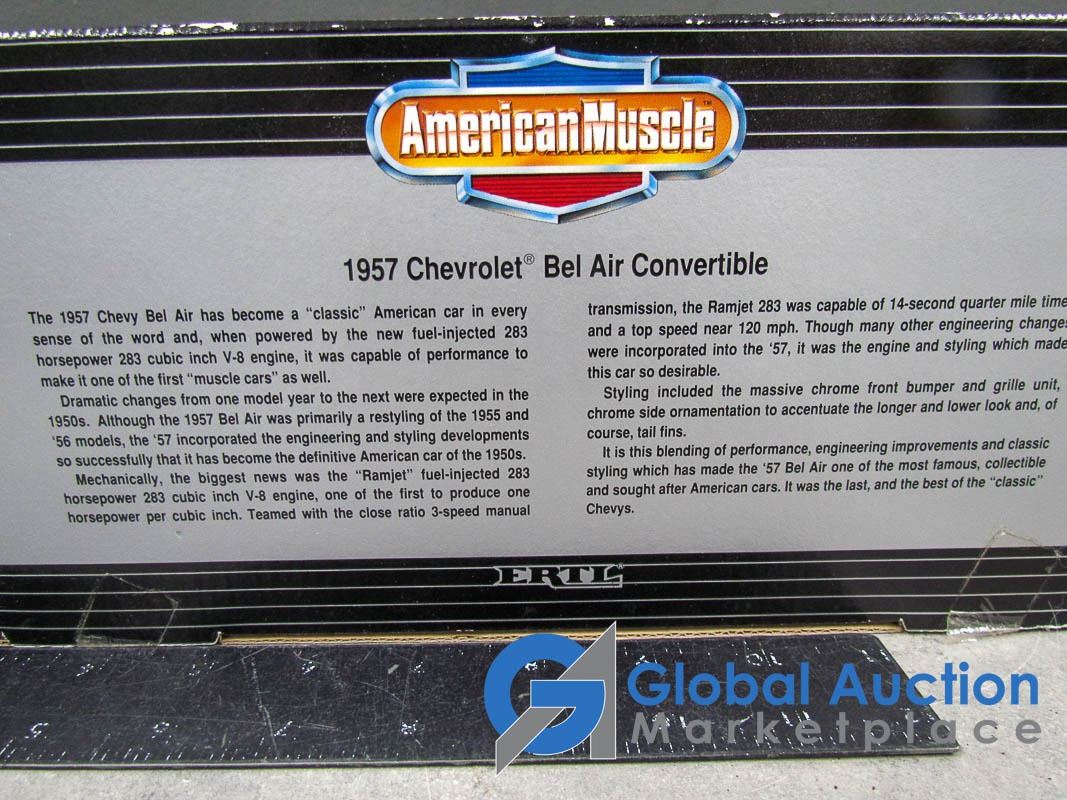 American Muscle™
1957 Chevrolet® Bel Air Convertible
The 1957 Chevy Bel Air has become a “classic” American car in every
sense of the word and, when powered by the new fuel-injected 283
horsepower 283 cubic inch V-8 engine, it was capable of performance to
make it one of the first “muscle cars” as well.
Dramatic changes from one model year to the next were expected in the
1950s. Although the 1957 Bel Air was primarily a restyling of the 1955 and
‘56 models, the ‘57 incorporated the engineering and styling developments
so successfully that it has become the definitive American car of the 1950s.
Mechanically, the biggest news was the “Ramjet” fuel-injected 283
horsepower 283 cubic inch V-8 engine, one of the first to produce one
horsepower per cubic inch. Teamed with the close ratio 3-speed manual
transmission, the Ramjet 283 was capable of 14-second quarter mile time
and a top speed near 120 mph. Though many other engineering changes
were incorporated into the ‘57, it was the engine and styling which made
this car so desirable.
Styling included the massive chrome front bumper and grille unit,
chrome side ornamentation to accentuate the longer and lower look and, of
course, tail fins.
It is this blending of performance, engineering improvements and classic
styling which has made the ‘57 Bel Air one of the most famous, collectible
and sought after American cars. It was the last, and the best of the “classic”
Chevys.
ERTL®
GA Global Auction
Marketplace